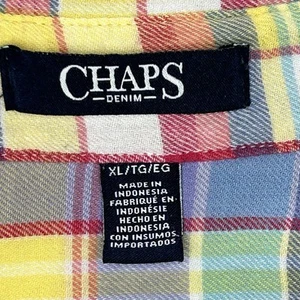 CHAPS
DENIM
XL/TG/EG
MADE IN
INDONESIA
FABRIQUÉ EN
INDONÉSIE
HECHO EN
INDONESIA
CON INSUMOS
IMPORTADOS